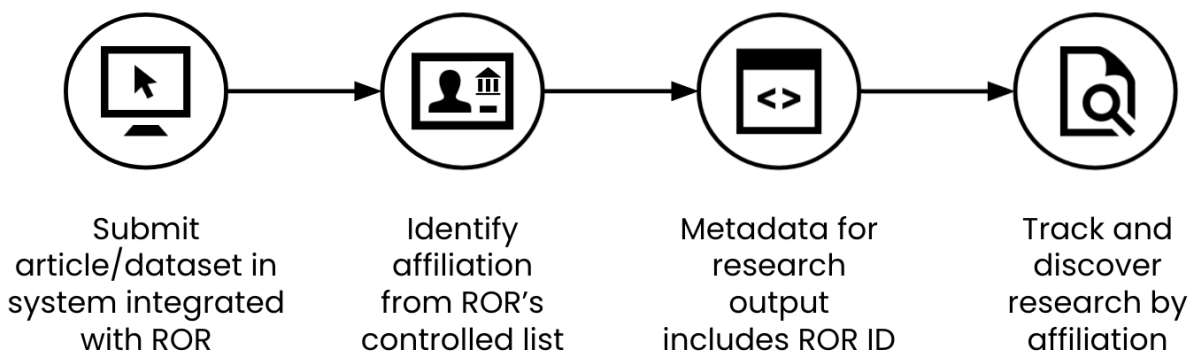 Submit
article/dataset in
system integrated
with ROR
Identify
affiliation
from ROR's
controlled list
Metadata for
research
output
includes ROR ID
Track and
discover
research by
affiliation